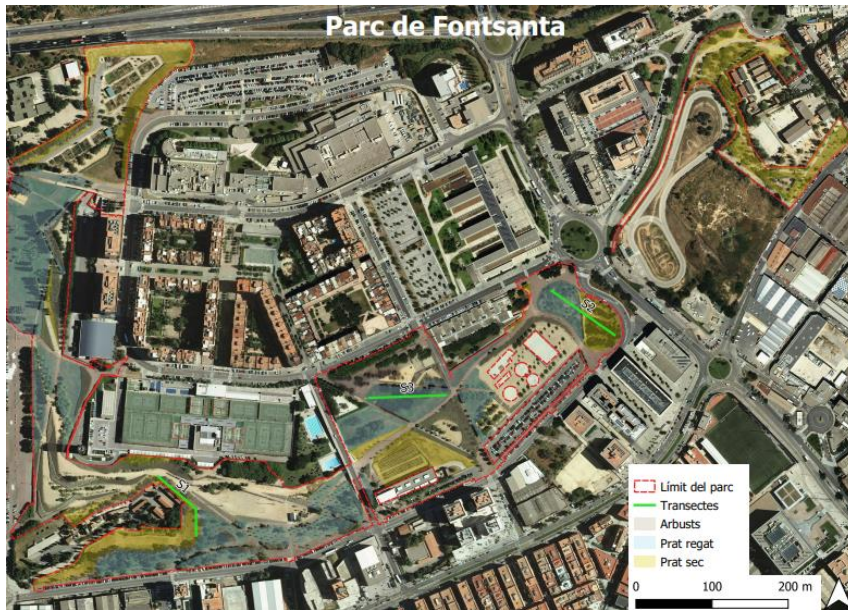 Parc de Fontsanta
S2
S3
S1
Límit del parc
Transectes
Arbusts
Prat regat
Prat sec
0 100 200 m